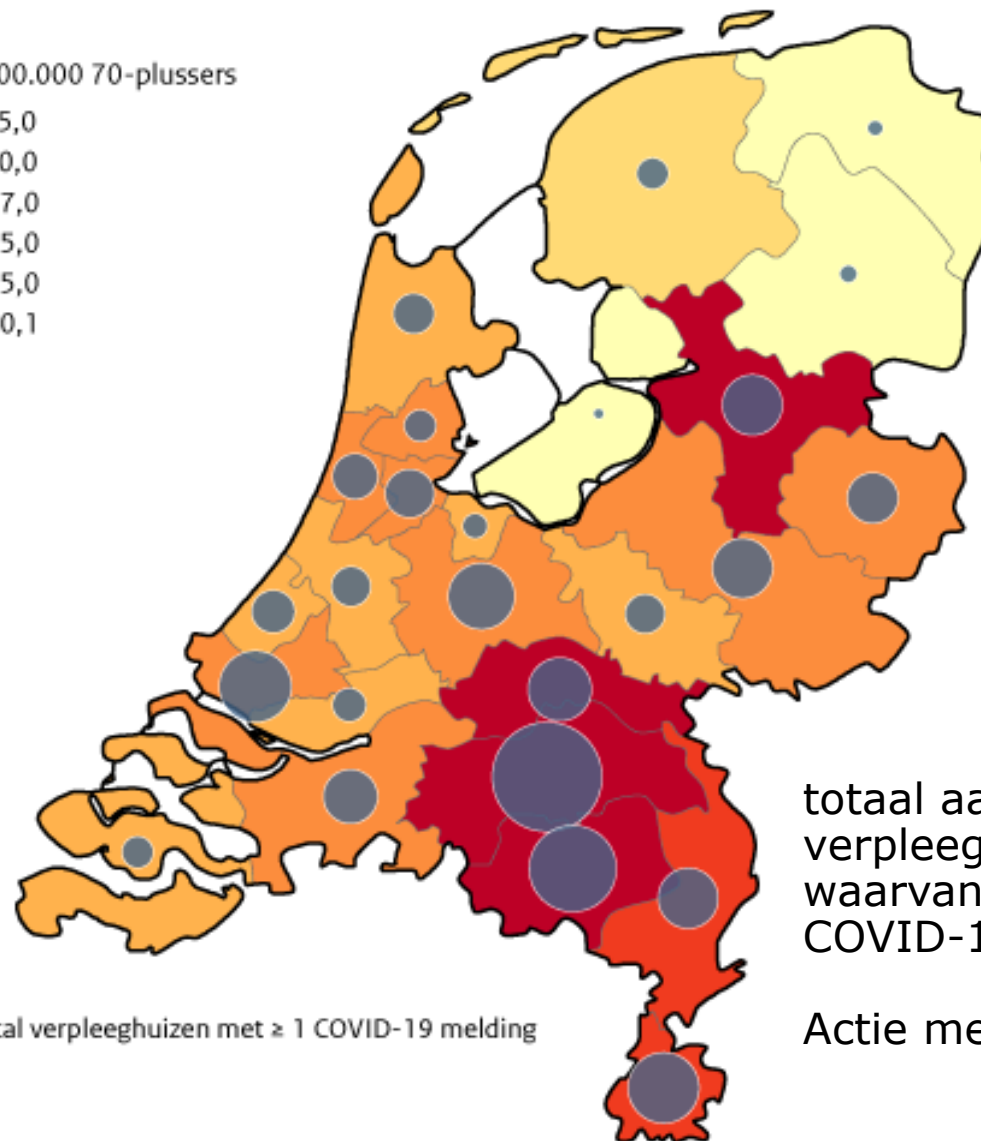 00.000 70-plussers
5,0
0,0
7,0
5,0
5,0
0,1
totaal aa
verpleeg
waarvan
COVID-1
Actie me
tal verpleeghuizen met ≥ 1 COVID-19 melding